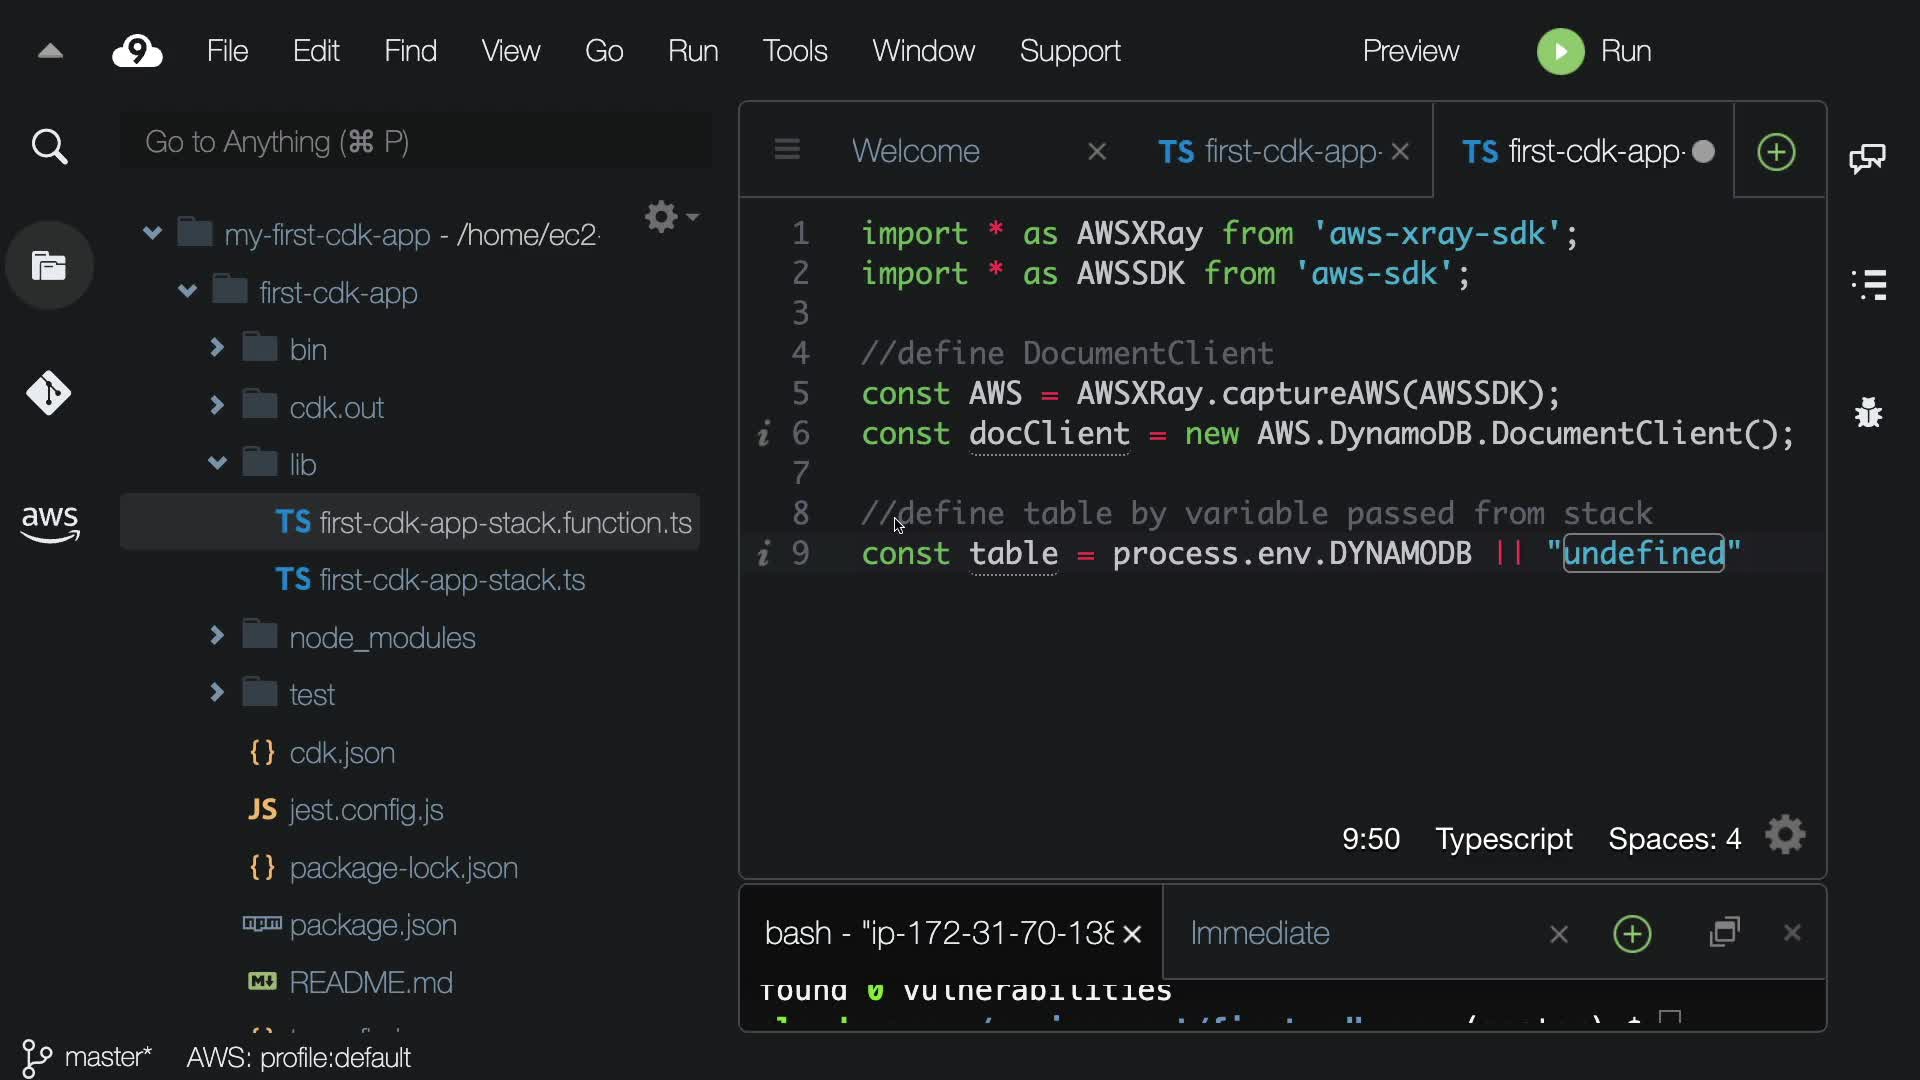 9 File Edit Find View Go Run Tools Window Support Preview Run
Go to Anything (⌘ P)
Welcome TS first-cdk-app- TS first-cdk-app-
my-first-cdk-app - /home/ec2-
first-cdk-app
bin
cdk.out
lib
TS first-cdk-app-stack.function.ts
TS first-cdk-app-stack.ts
node_modules
test
{} cdk.json
JS jest.config.js
{} package-lock.json
package.json
M README.md
aws
1 import * as AWSXRay from 'aws-xray-sdk';
2 import * as AWSSDK from 'aws-sdk';
3
4 //define DocumentClient
5 const AWS = AWSXRay.captureAWS(AWSSDK);
i 6 const docClient = new AWS.DynamoDB.DocumentClient();
7
8 //define table by variable passed from stack
i 9 const table = process.env.DYNAMODB || "undefined"
9:50 Typescript Spaces: 4
bash - "ip-172-31-70-138 Immediate
found 0 vulnerabilities
master* AWS: profile:default